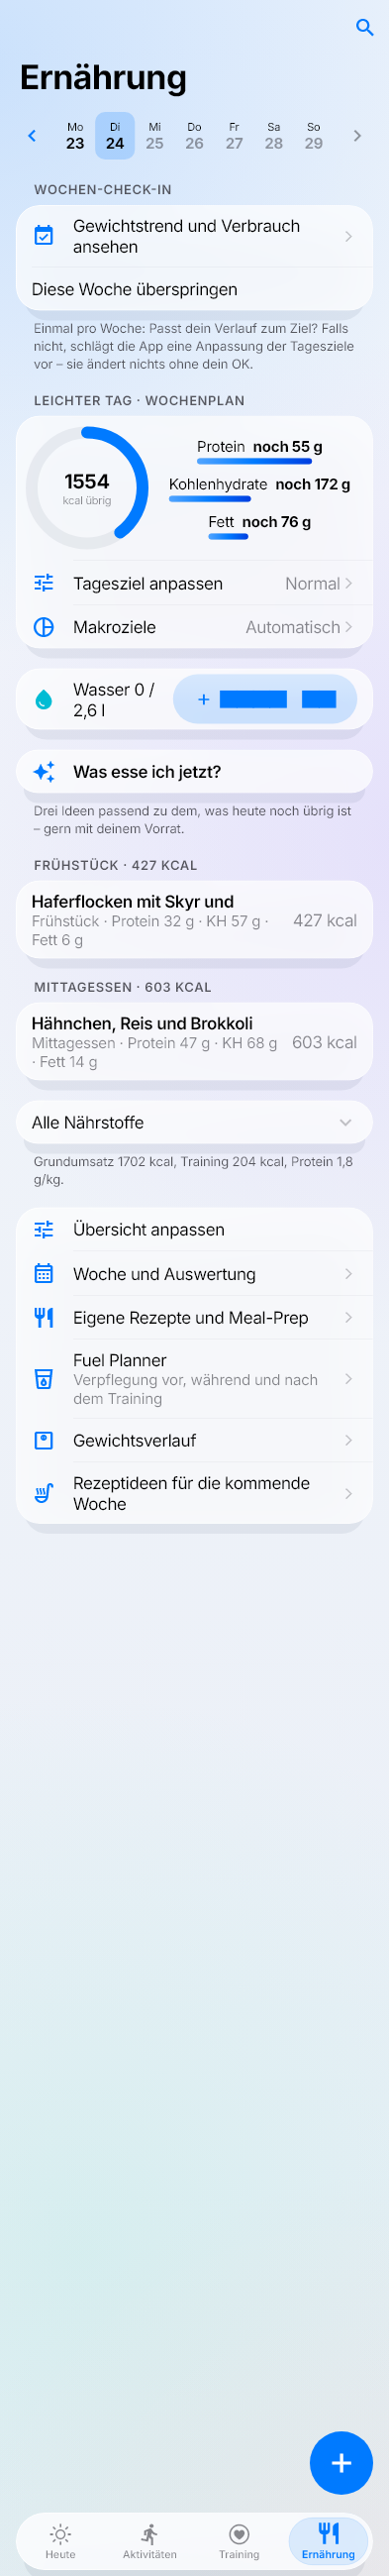 Ernährung
Mo Di Mi Do Fr Sa So
23 24 25 26 27 28 29
WOCHEN-CHECK-IN
Gewichtstrend und Verbrauch
ansehen
Diese Woche überspringen
Einmal pro Woche: Passt dein Verlauf zum Ziel? Falls
nicht, schlägt die App eine Anpassung der Tagesziele
vor – sie ändert nichts ohne dein OK.
LEICHTER TAG · WOCHENPLAN
1554
kcal übrig
Protein noch 55 g
Kohlenhydrate noch 172 g
Fett noch 76 g
Tagesziel anpassen Normal
Makroziele Automatisch
Wasser 0 /
2,6 l
+
Was esse ich jetzt?
Drei Ideen passend zu dem, was heute noch übrig ist
– gern mit deinem Vorrat.
FRÜHSTÜCK · 427 KCAL
Haferflocken mit Skyr und
Frühstück · Protein 32 g · KH 57 g ·
Fett 6 g
427 kcal
MITTAGESSEN · 603 KCAL
Hähnchen, Reis und Brokkoli
Mittagessen · Protein 47 g · KH 68 g
· Fett 14 g
603 kcal
Alle Nährstoffe
Grundumsatz 1702 kcal, Training 204 kcal, Protein 1,8
g/kg.
Übersicht anpassen
Woche und Auswertung
Eigene Rezepte und Meal-Prep
Fuel Planner
Verpflegung vor, während und nach
dem Training
Gewichtsverlauf
Rezeptideen für die kommende
Woche
Heute Aktivitäten Training Ernährung